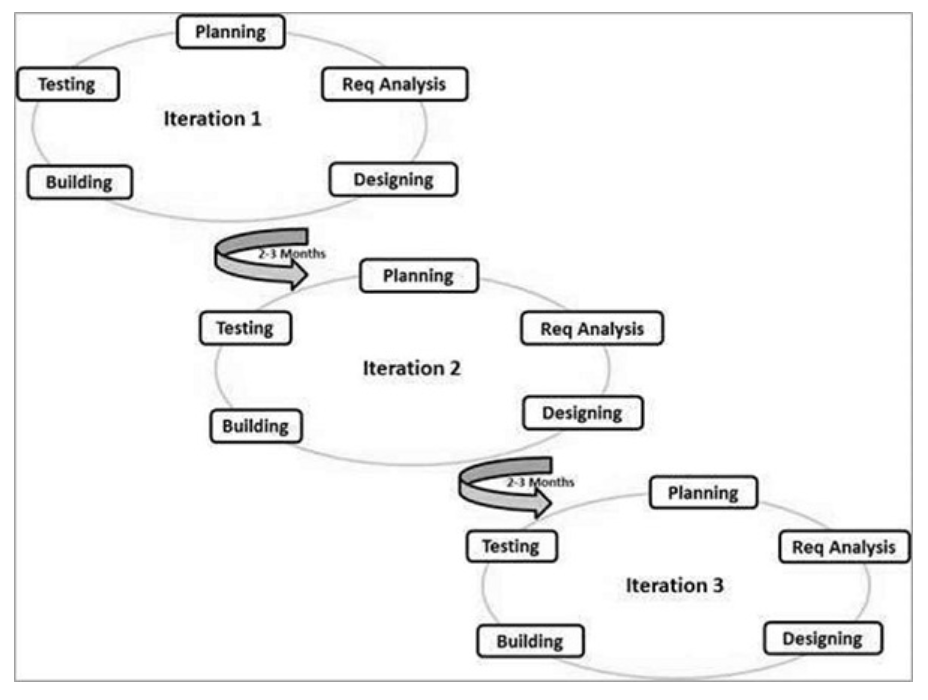 Planning
Testing
Req Analysis
Iteration 1
Building
Designing
2-3 Months
Planning
Testing
Req Analysis
Iteration 2
Building
Designing
2-3 Months
Planning
Testing
Req Analysis
Iteration 3
Building
Designing